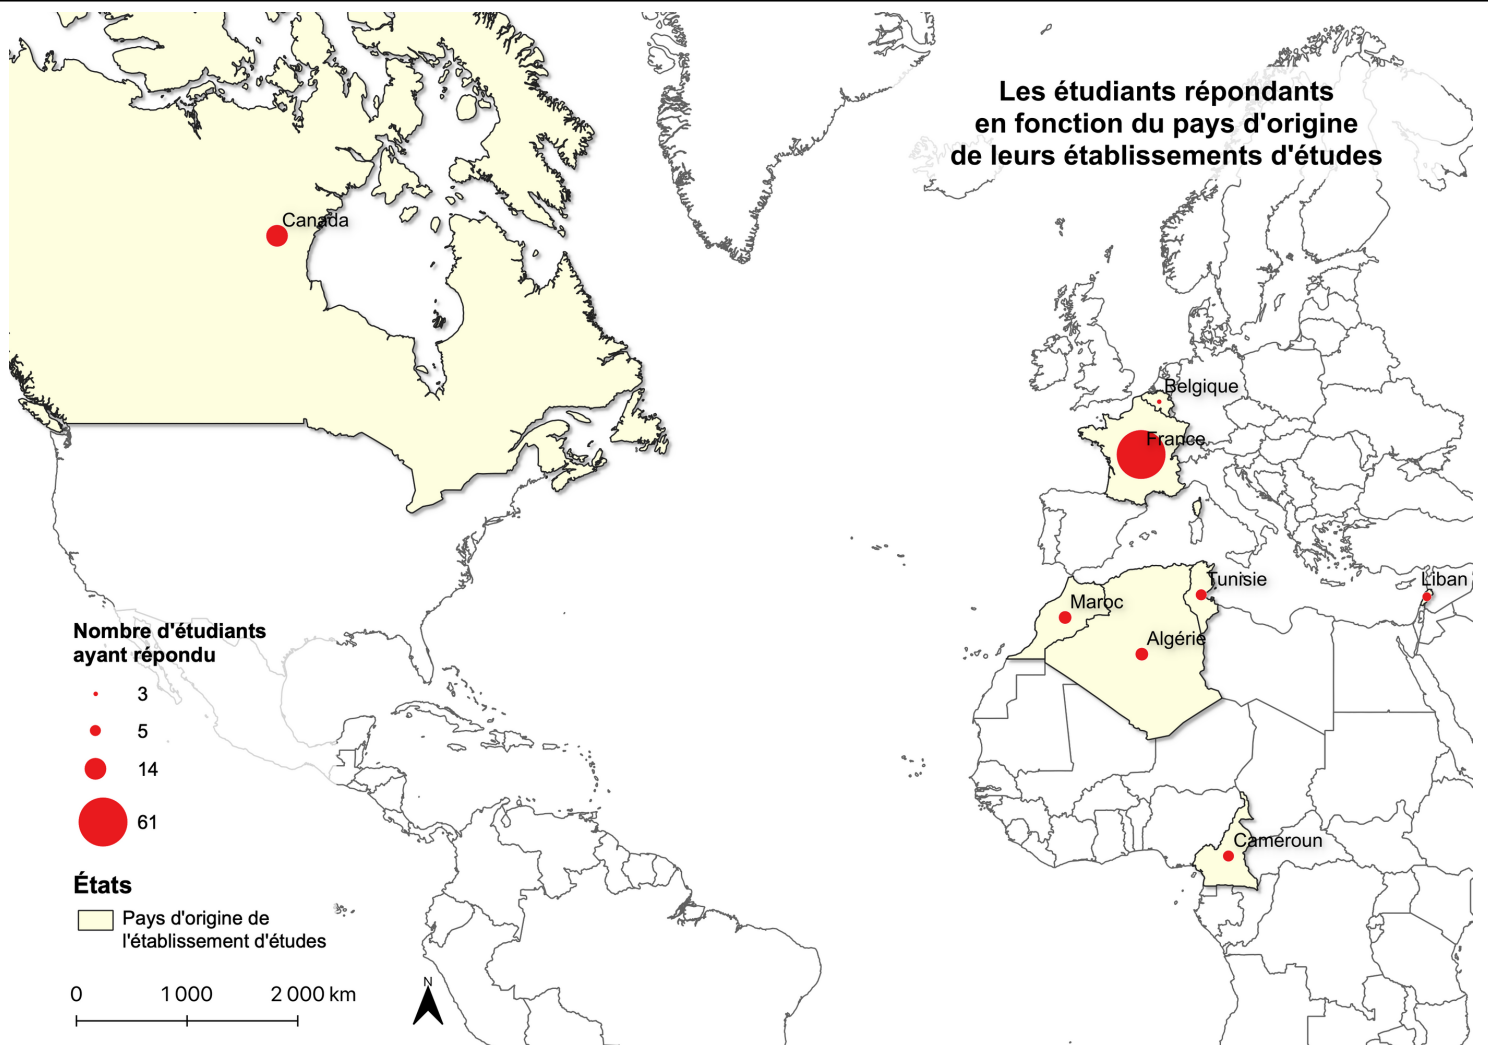 Les étudiants répondants
en fonction du pays d'origine
de leurs établissements d'études
Canada
Belgique
France
Tunisie
Liban
Maroc
Algérie
Cameroun
Nombre d'étudiants
ayant répondu
3
5
14
61
États
Pays d'origine de
l'établissement d'études
0 1 000 2 000 km
N